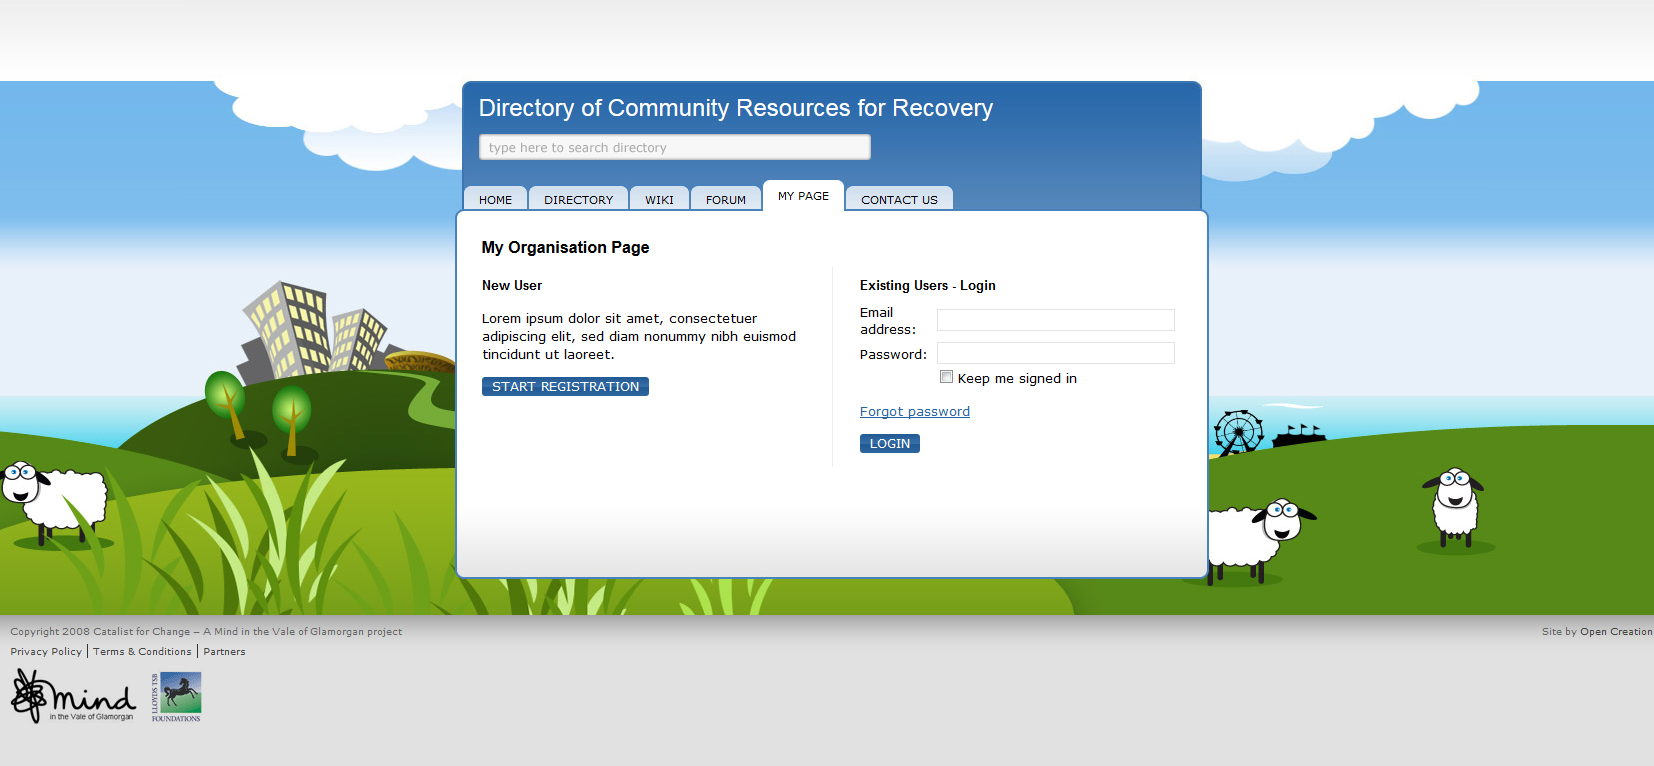 Directory of Community Resources for Recovery
type here to search directory
HOME
DIRECTORY
WIKI
FORUM
MY PAGE
CONTACT US
My Organisation Page
New User
Lorem ipsum dolor sit amet, consectetuer
adipiscing elit, sed diam nonummy nibh euismod
tincidunt ut laoreet.
START REGISTRATION
Existing Users - Login
Email
address:
Password:
Keep me signed in
Forgot password
LOGIN
Copyright 2008 Catalist for Change – A Mind in the Vale of Glamorgan project
Site by Open Creation
Privacy Policy | Terms & Conditions | Partners
mind
in the Vale of Glamorgan
LLOYDS TSB
FOUNDATIONS